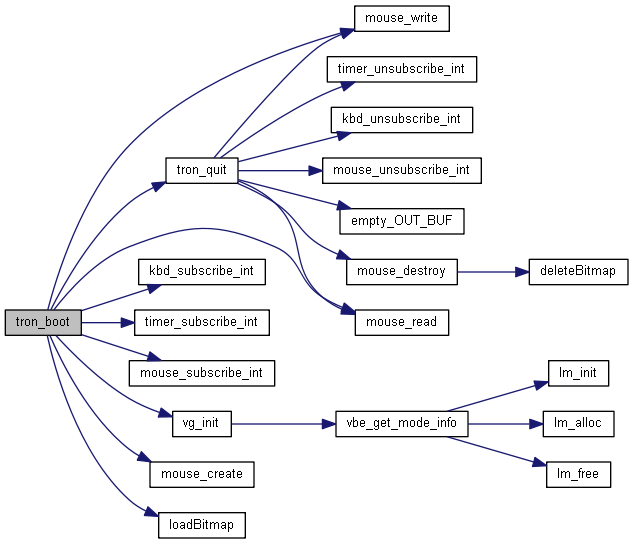 mouse_write
timer_unsubscribe_int
kbd_unsubscribe_int
tron_quit
mouse_unsubscribe_int
empty_OUT_BUF
kbd_subscribe_int
mouse_destroy
deleteBitmap
tron_boot
timer_subscribe_int
mouse_read
mouse_subscribe_int
lm_init
vg_init
vbe_get_mode_info
lm_alloc
mouse_create
lm_free
loadBitmap